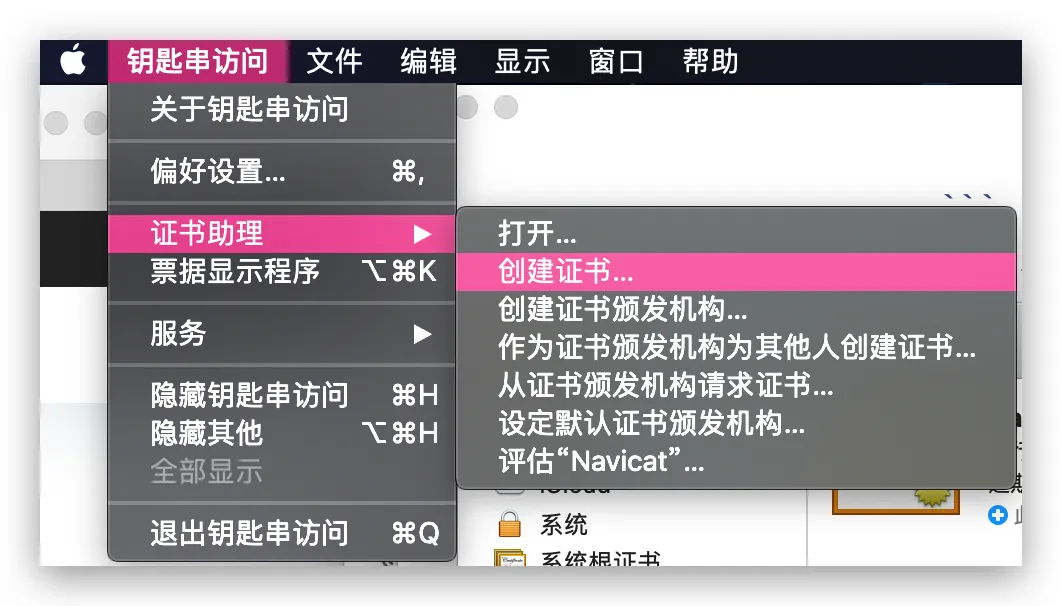 钥匙串访问 文件 编辑 显示 窗口 帮助
关于钥匙串访问
偏好设置... ⌘,
证书助理 ▶
票据显示程序 ⌥⌘K
服务 ▶
隐藏钥匙串访问 ⌘H
隐藏其他 ⌥⌘H
全部显示
退出钥匙串访问 ⌘Q
打开...
创建证书...
创建证书颁发机构...
作为证书颁发机构为其他人创建证书...
从证书颁发机构请求证书...
设定默认证书颁发机构...
评估“Navicat”...
iCloud
系统
系统根证书